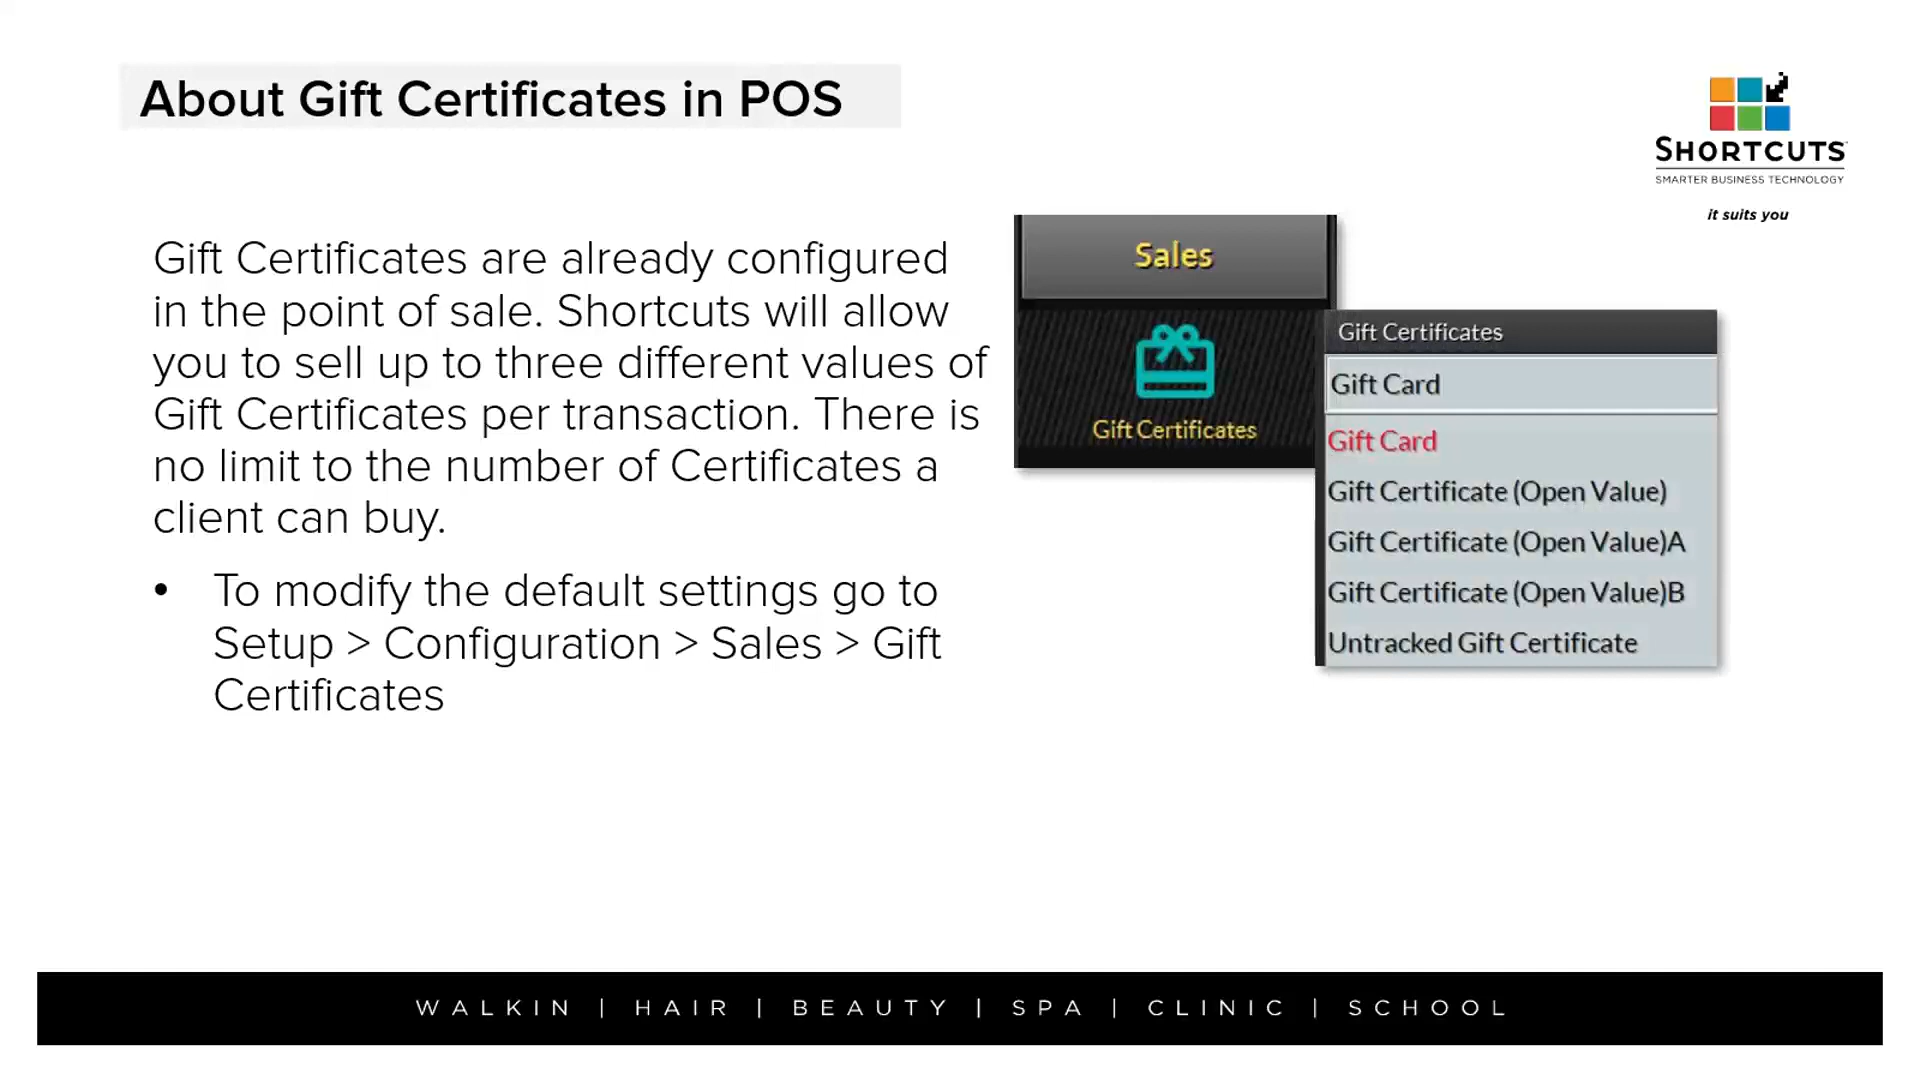 About Gift Certificates in POS
SHORTCUTS
SMARTER BUSINESS TECHNOLOGY
it suits you
Gift Certificates are already configured
in the point of sale. Shortcuts will allow
you to sell up to three different values of
Gift Certificates per transaction. There is
no limit to the number of Certificates a
client can buy.
• To modify the default settings go to
Setup > Configuration > Sales > Gift
Certificates
Sales
Gift Certificates
Gift Certificates
Gift Card
Gift Card
Gift Certificate (Open Value)
Gift Certificate (Open Value)A
Gift Certificate (Open Value)B
Untracked Gift Certificate
WALKIN | HAIR | BEAUTY | SPA | CLINIC | SCHOOL